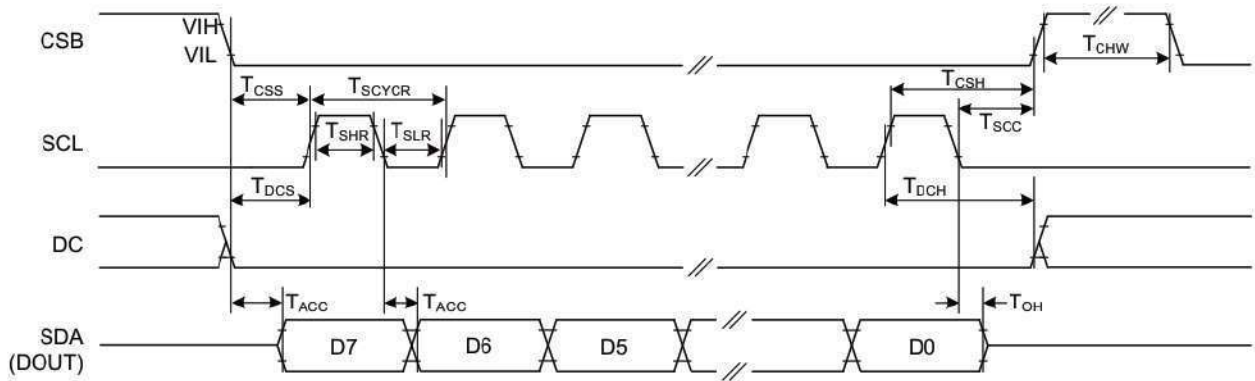 CSB
VIH
VIL
TCHW
TCSS
TSCYCR
TCSH
TSCC
SCL
TSHR
TSLR
TDCS
TDCH
DC
TACC
TACC
TOH
SDA
(DOUT)
D7
D6
D5
D0